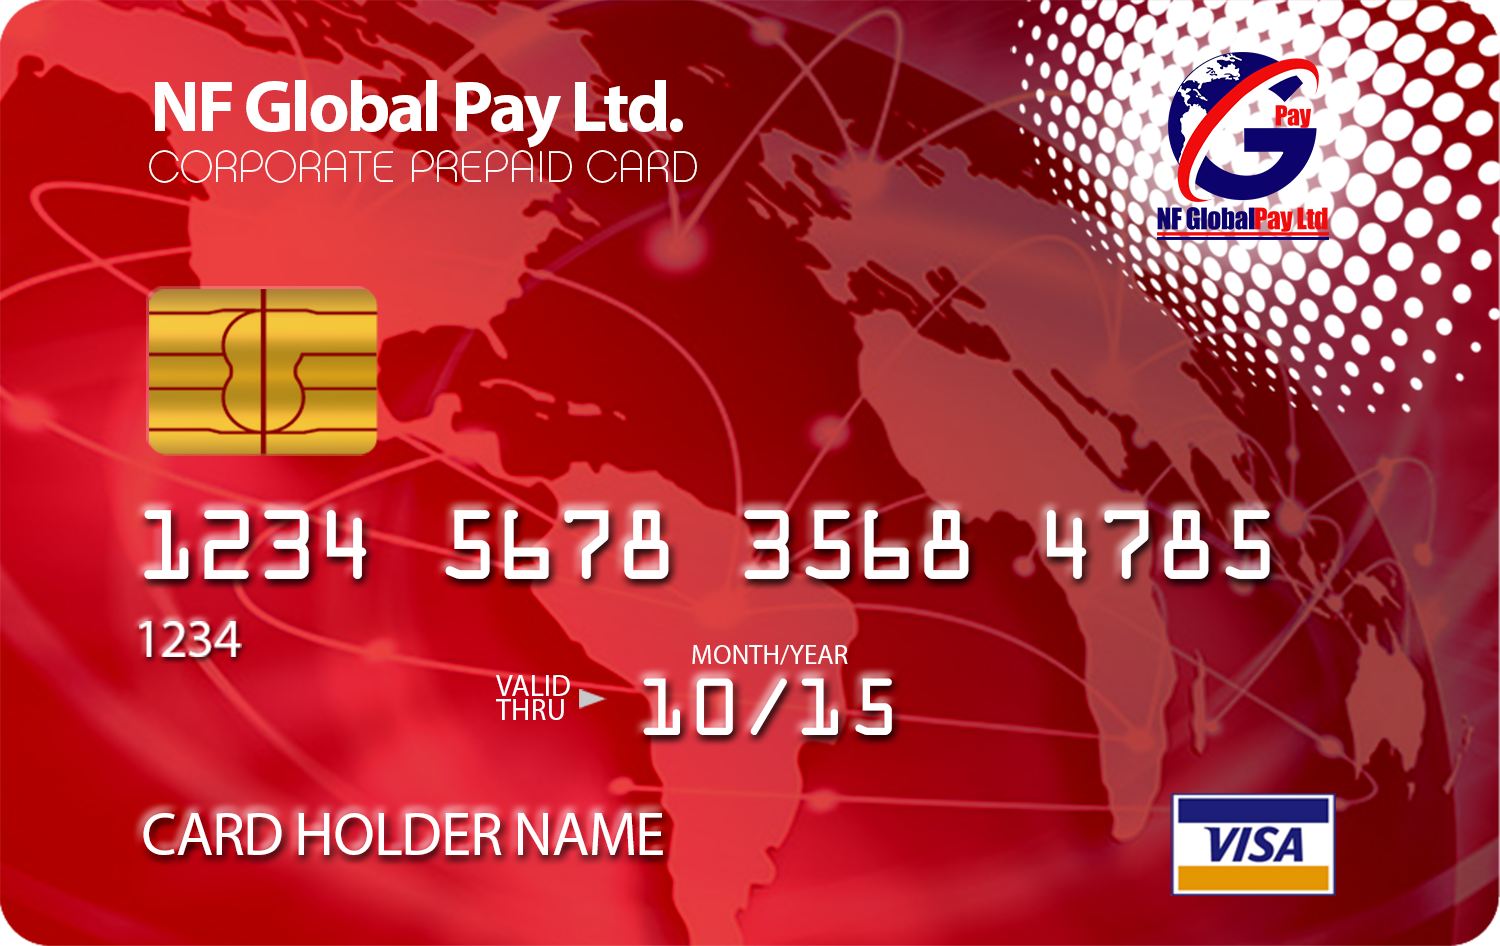 NF Global Pay Ltd.
CORPORATE PREPAID CARD
Pay
NF GlobalPay Ltd
1234 5678 3568 4785
1234
MONTH/YEAR
VALID
THRU
10/15
CARD HOLDER NAME
VISA